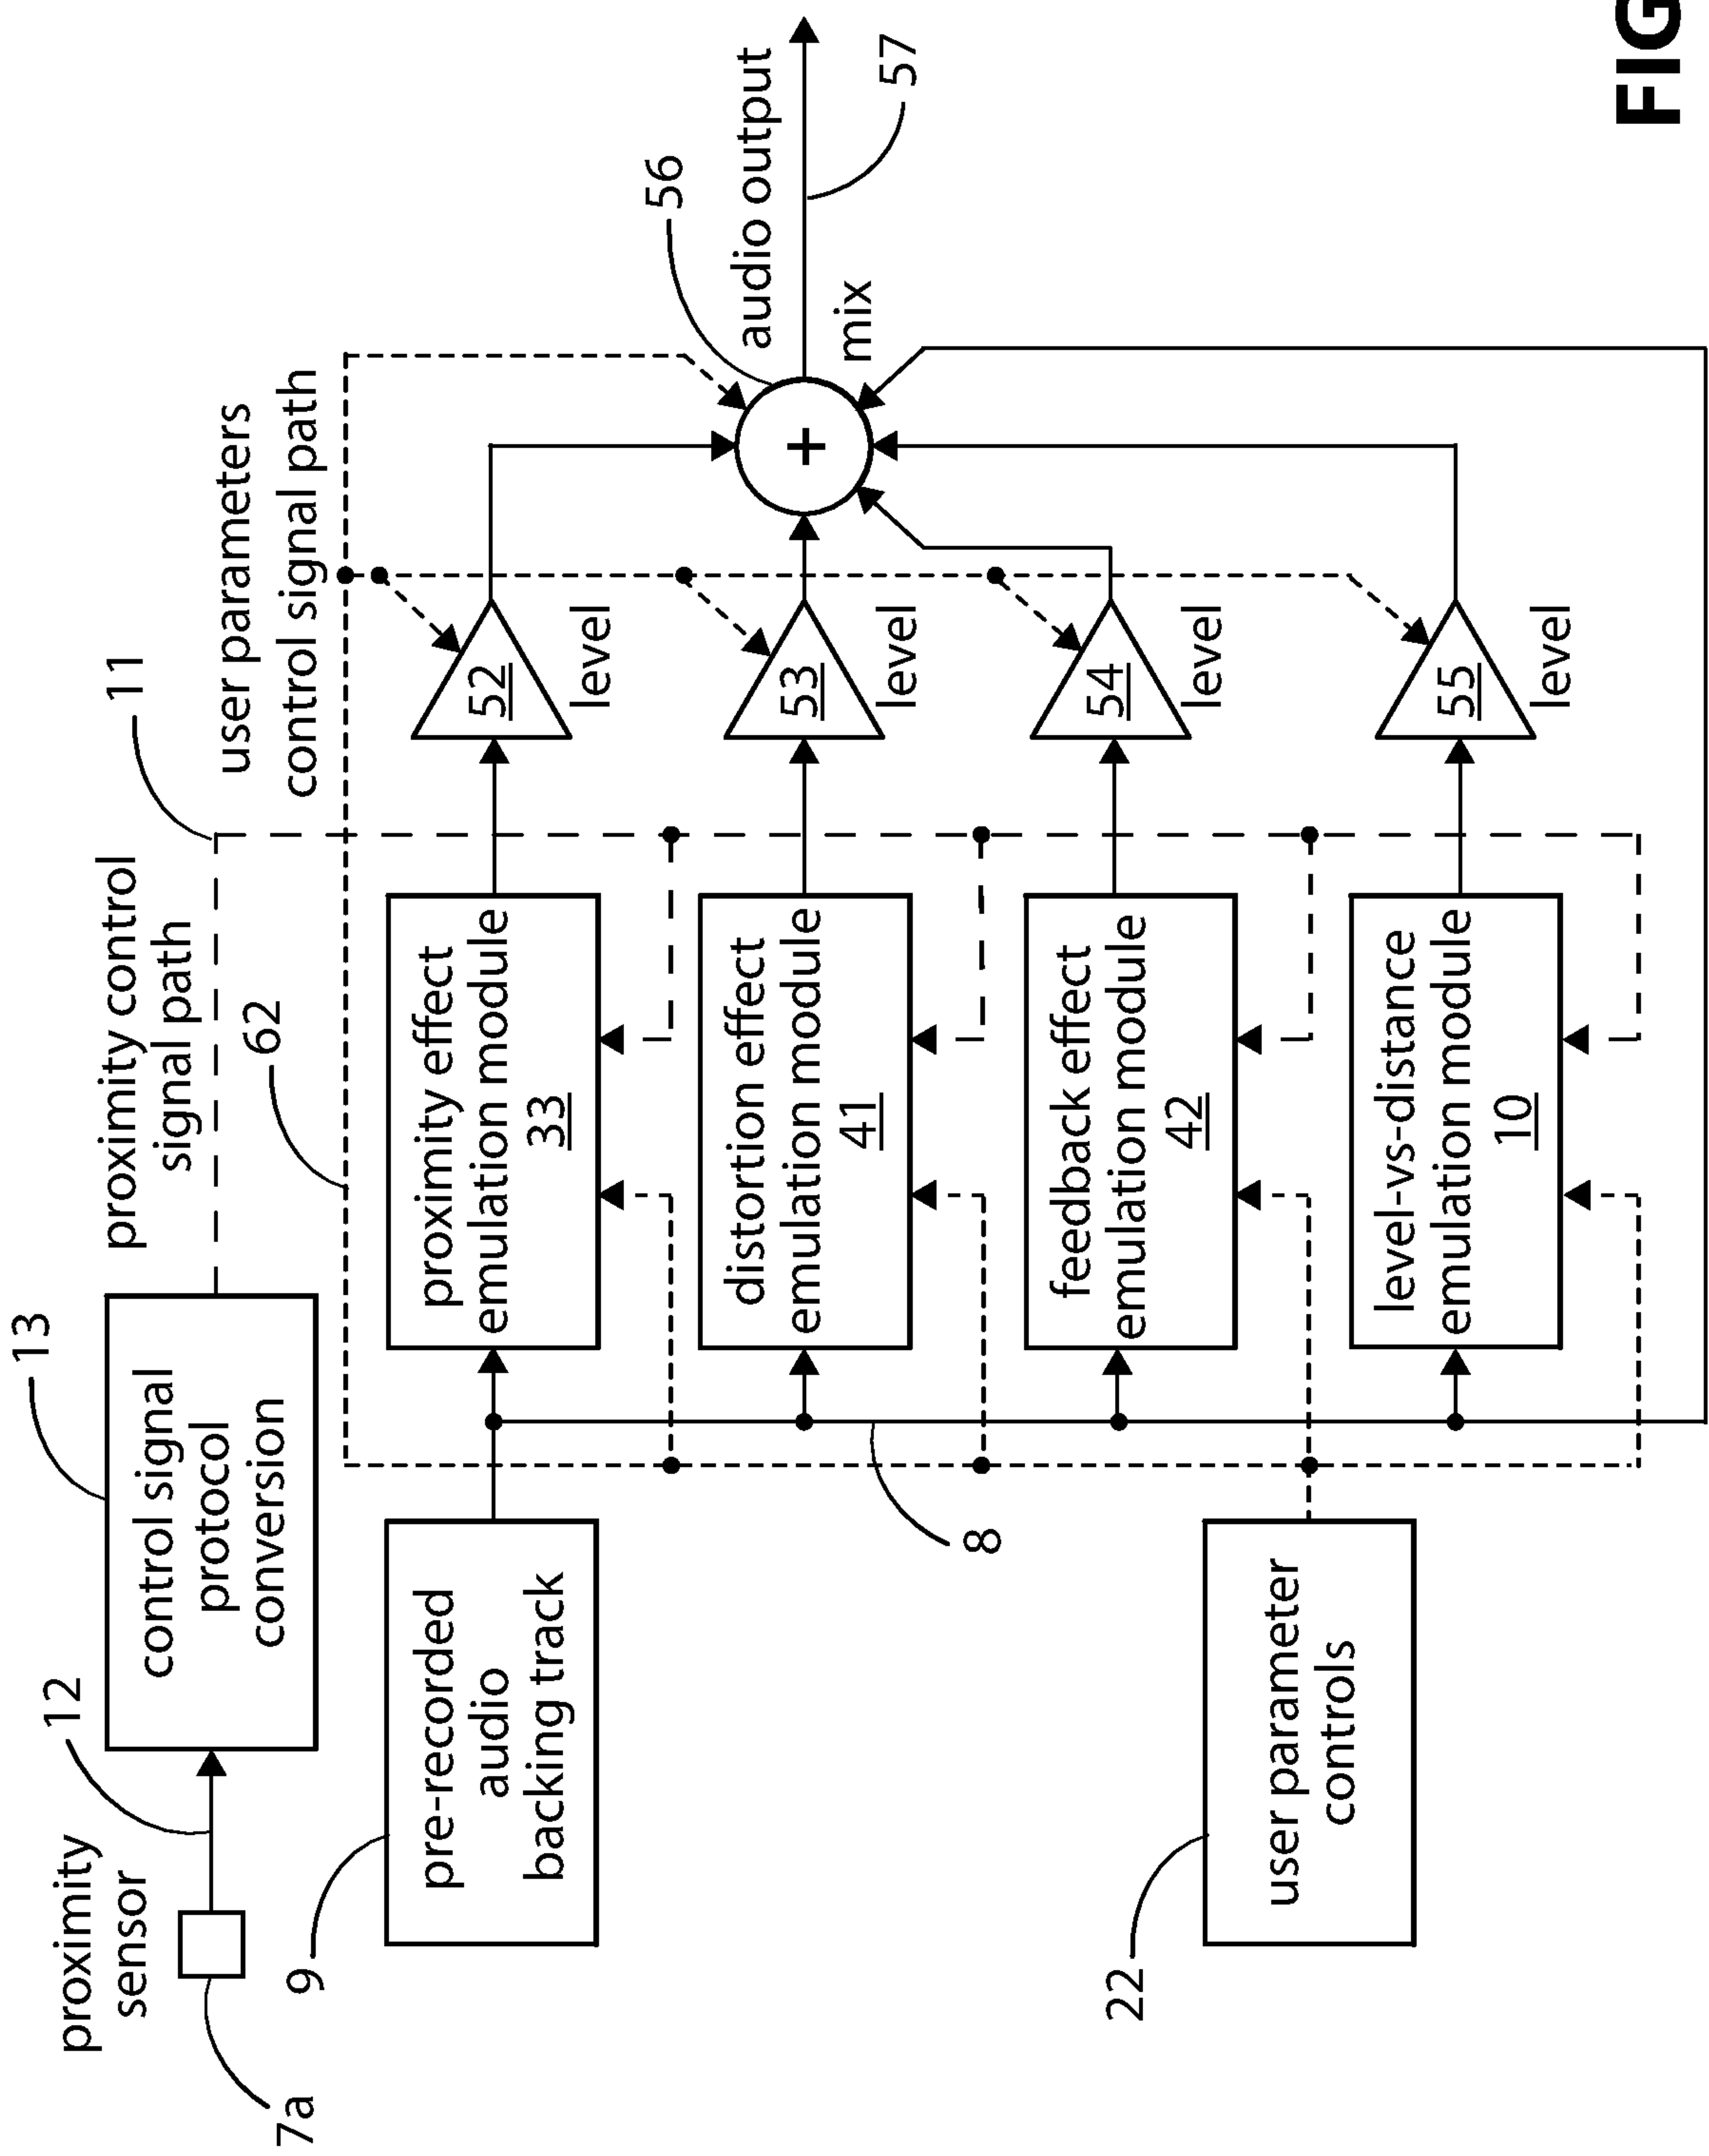 proximity
sensor
7a
12
13
control signal
protocol
conversion
proximity control
signal path
11
62
user parameters
control signal path
9
pre-recorded
audio
backing track
8
proximity effect
emulation module
33
52
level
distortion effect
emulation module
41
53
level
feedback effect
emulation module
42
54
level
level-vs-distance
emulation module
10
55
level
22
user parameter
controls
56
+
mix
audio output
57
FIG